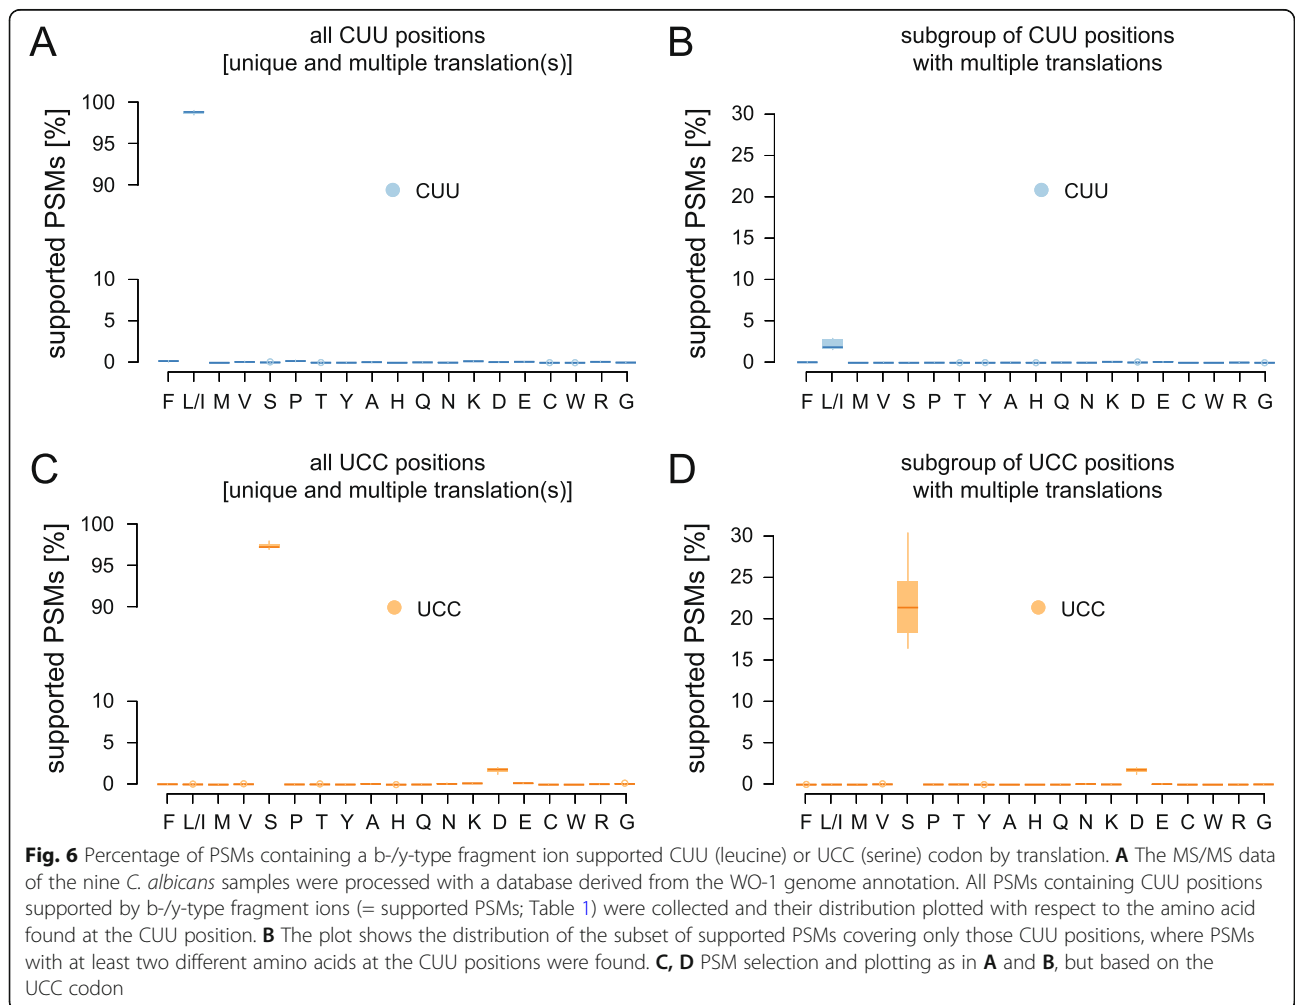 A
all CUU positions
[unique and multiple translation(s)]
supported PSMs [%]
100
95
90
10
5
0
CUU
F L/I M V S P T Y A H Q N K D E C W R G
B
subgroup of CUU positions
with multiple translations
supported PSMs [%]
30
25
20
15
10
5
0
CUU
F L/I M V S P T Y A H Q N K D E C W R G
C
all UCC positions
[unique and multiple translation(s)]
supported PSMs [%]
100
95
90
10
5
0
UCC
F L/I M V S P T Y A H Q N K D E C W R G
D
subgroup of UCC positions
with multiple translations
supported PSMs [%]
30
25
20
15
10
5
0
UCC
F L/I M V S P T Y A H Q N K D E C W R G
Fig. 6 Percentage of PSMs containing a b-/y-type fragment ion supported CUU (leucine) or UCC (serine) codon by translation. A The MS/MS data
of the nine C. albicans samples were processed with a database derived from the WO-1 genome annotation. All PSMs containing CUU positions
supported by b-/y-type fragment ions (= supported PSMs; Table 1) were collected and their distribution plotted with respect to the amino acid
found at the CUU position. B The plot shows the distribution of the subset of supported PSMs covering only those CUU positions, where PSMs
with at least two different amino acids at the CUU positions were found. C, D PSM selection and plotting as in A and B, but based on the
UCC codon